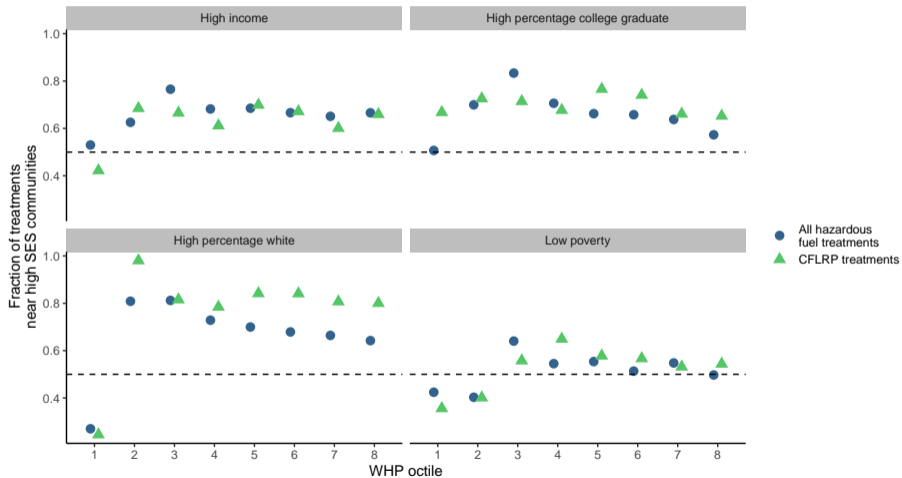 High income
High percentage college graduate
1.0
0.8
0.6
0.4
High percentage white
Low poverty
1.0
0.8
0.6
0.4
1 2 3 4 5 6 7 8
1 2 3 4 5 6 7 8
WHP octile
Fraction of treatments
near high SES communities
All hazardous
fuel treatments
CFLRP treatments